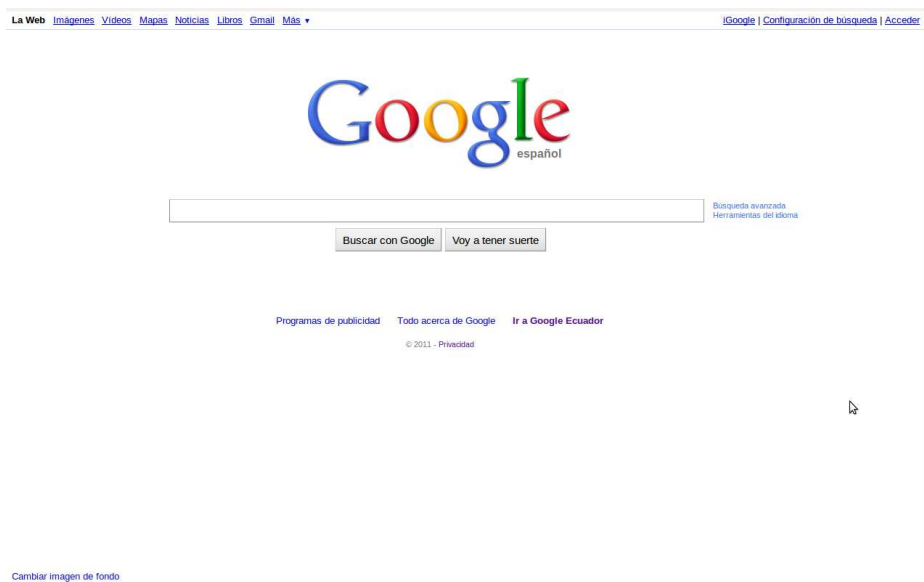 La Web Imágenes Vídeos Mapas Noticias Libros Gmail Más ▼ iGoogle | Configuración de búsqueda | Acceder
Google
español
Búsqueda avanzada
Herramientas del idioma
Buscar con Google Voy a tener suerte
Programas de publicidad Todo acerca de Google Ir a Google Ecuador
© 2011 - Privacidad
Cambiar imagen de fondo